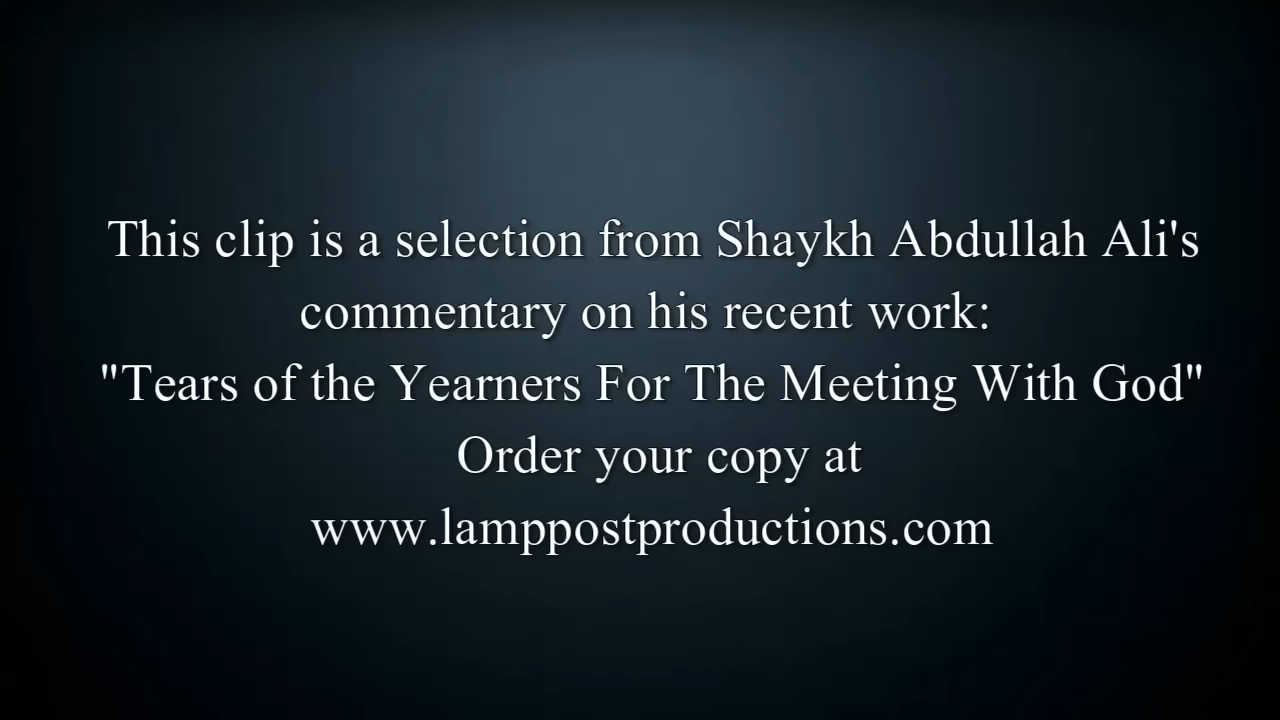 This clip is a selection from Shaykh Abdullah Ali's
commentary on his recent work:
"Tears of the Yearners For The Meeting With God"
Order your copy at
www.lamppostproductions.com